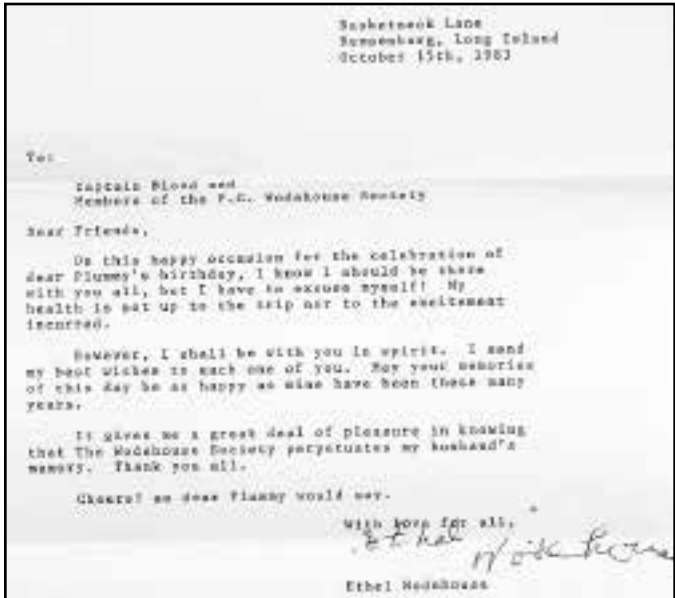 Basketneck Lane
Remsenburg, Long Island
October 15th, 1983
To:
Captain Blood and
Members of the P.G. Wodehouse Society
Dear Friends,
On this happy occasion for the celebration of
dear Plummy's birthday, I know I should be there
with you all, but I have to excuse myself! My
health is not up to the trip nor to the excitement
incurred.
However, I shall be with you in spirit. I send
my best wishes to each one of you. May your memories
of this day be as happy as mine have been these many
years.
It gives me a great deal of pleasure in knowing
that The Wodehouse Society perpetuates my husband's
memory. Thank you all.
Cheers! as dear Plummy would say.
With love for all,
Ethel Wodehouse
Ethel Wodehouse